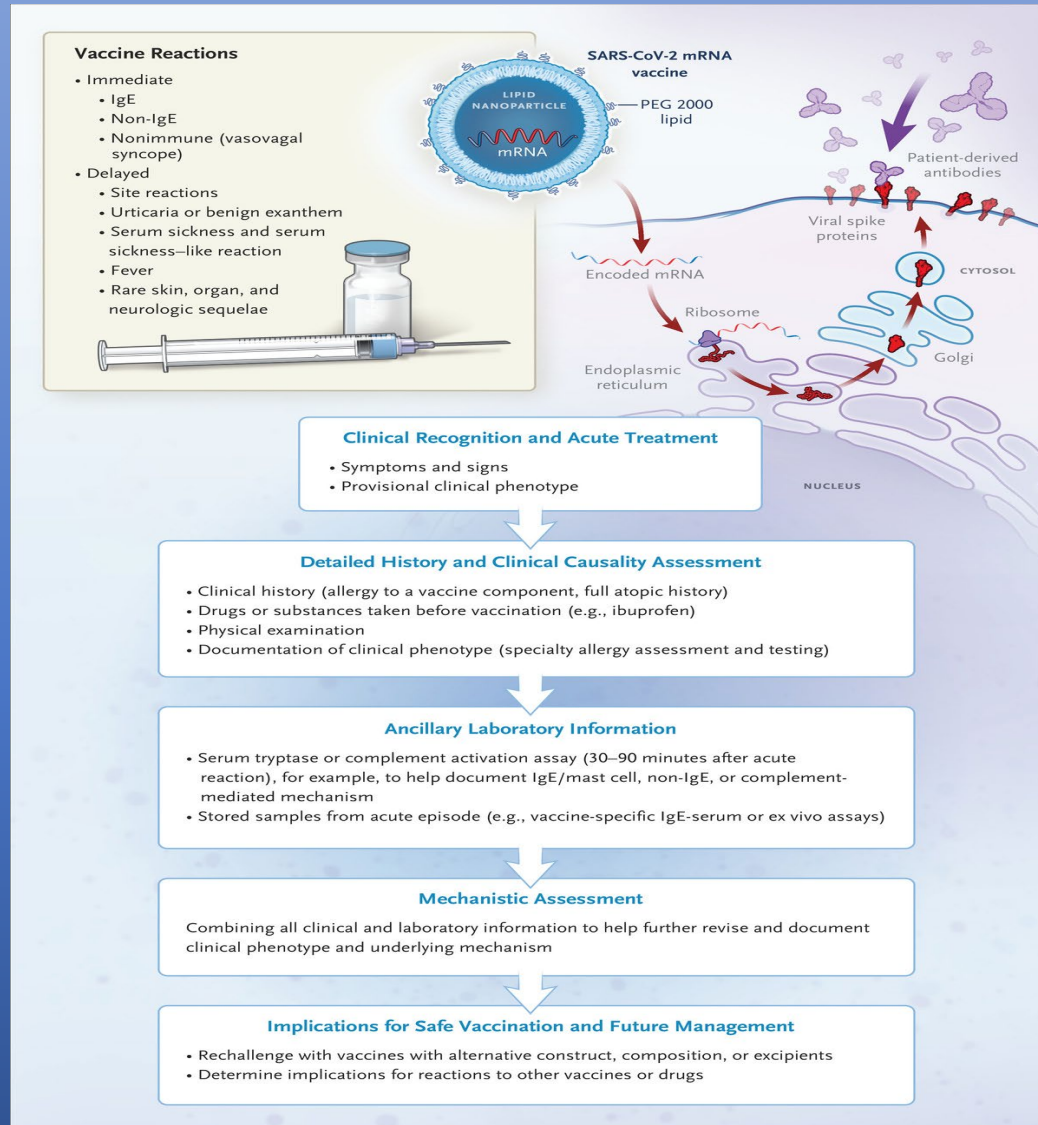 Vaccine Reactions
• Immediate
• IgE
• Non-IgE
• Nonimmune (vasovagal
syncope)
• Delayed
• Site reactions
• Urticaria or benign exanthem
• Serum sickness and serum
sickness–like reaction
• Fever
• Rare skin, organ, and
neurologic sequelae
SARS-CoV-2 mRNA
vaccine
LIPID
NANOPARTICLE
mRNA
PEG 2000
lipid
Patient-derived
antibodies
Viral spike
proteins
CYTOSOL
Encoded mRNA
Ribosome
Golgi
Endoplasmic
reticulum
NUCLEUS
Clinical Recognition and Acute Treatment
• Symptoms and signs
• Provisional clinical phenotype
Detailed History and Clinical Causality Assessment
• Clinical history (allergy to a vaccine component, full atopic history)
• Drugs or substances taken before vaccination (e.g., ibuprofen)
• Physical examination
• Documentation of clinical phenotype (specialty allergy assessment and testing)
Ancillary Laboratory Information
• Serum tryptase or complement activation assay (30–90 minutes after acute
reaction), for example, to help document IgE/mast cell, non-IgE, or complement-
mediated mechanism
• Stored samples from acute episode (e.g., vaccine-specific IgE-serum or ex vivo assays)
Mechanistic Assessment
Combining all clinical and laboratory information to help further revise and document
clinical phenotype and underlying mechanism
Implications for Safe Vaccination and Future Management
• Rechallenge with vaccines with alternative construct, composition, or excipients
• Determine implications for reactions to other vaccines or drugs